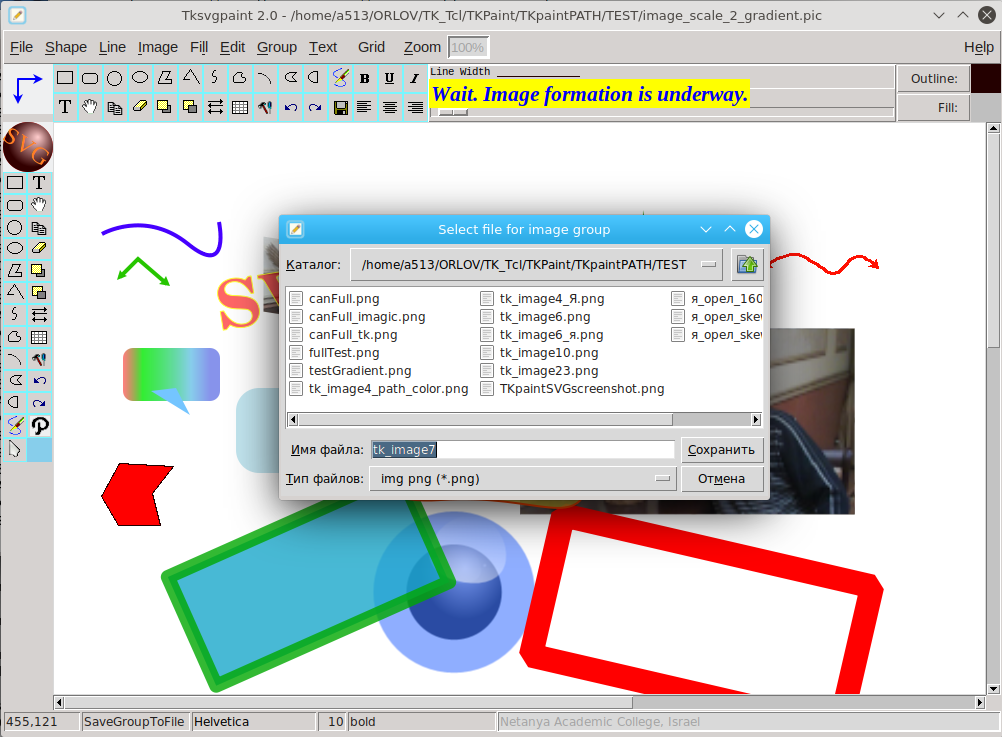 Tksvgpaint 2.0 - /home/a513/ORLOV/TK_Tcl/TKPaint/TKpaintPATH/TEST/image_scale_2_gradient.pic
File Shape Line Image Fill Edit Group Text Grid Zoom 100% Help
Line Width
B U I
Wait. Image formation is underway.
Outline:
T
Fill:
SVG
T
Select file for image group
Каталог: /home/a513/ORLOV/TK_Tcl/TKPaint/TKpaintPATH/TEST
canFull.png tk_image4_Я.png я_орел_160
canFull_imagic.png tk_image6.png я_орел_ske
canFull_tk.png tk_image6_я.png я_орел_ske
fullTest.png tk_image10.png
testGradient.png tk_image23.png
tk_image4_path_color.png TKpaintSVGscreenshot.png
Имя файла: tk_image7 Сохранить
Тип файлов: img png (*.png) Отмена
455,121 SaveGroupToFile Helvetica 10 bold Netanya Academic College, Israel